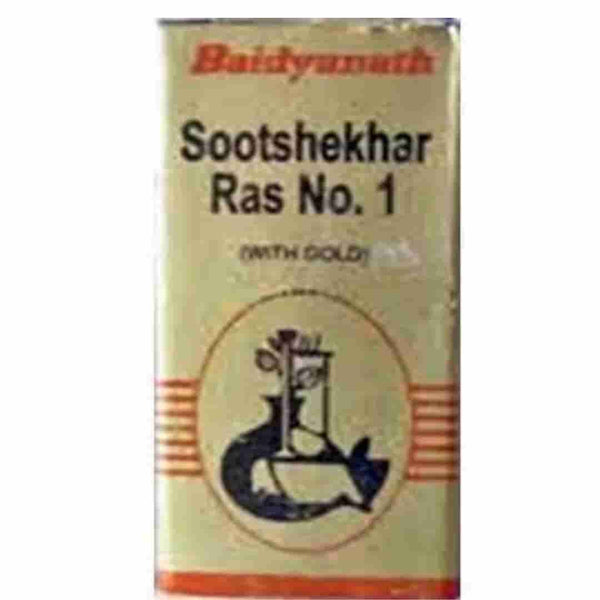 Baidyanath
Sootshekhar
Ras No. 1
(WITH GOLD)